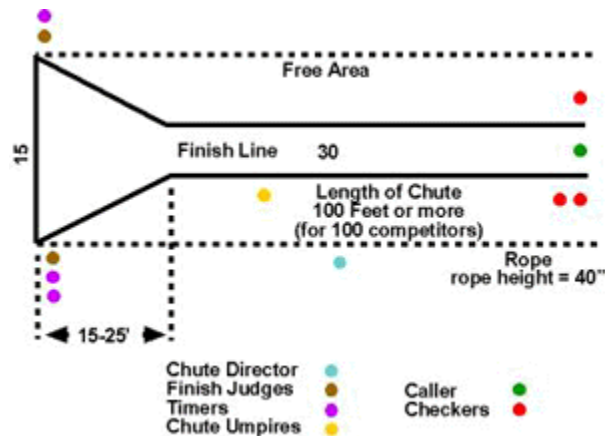 Free Area
15
Finish Line 30
Length of Chute
100 Feet or more
(for 100 competitors)
Rope
rope height = 40"
15-25'
Chute Director
Finish Judges
Timers
Chute Umpires
Caller
Checkers